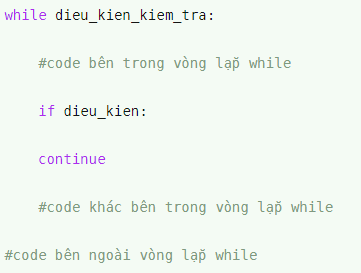 while dieu_kien_kiem_tra:
#code bên trong vòng lặp while
if dieu_kien:
continue
#code khác bên trong vòng lặp while
#code bên ngoài vòng lặp while